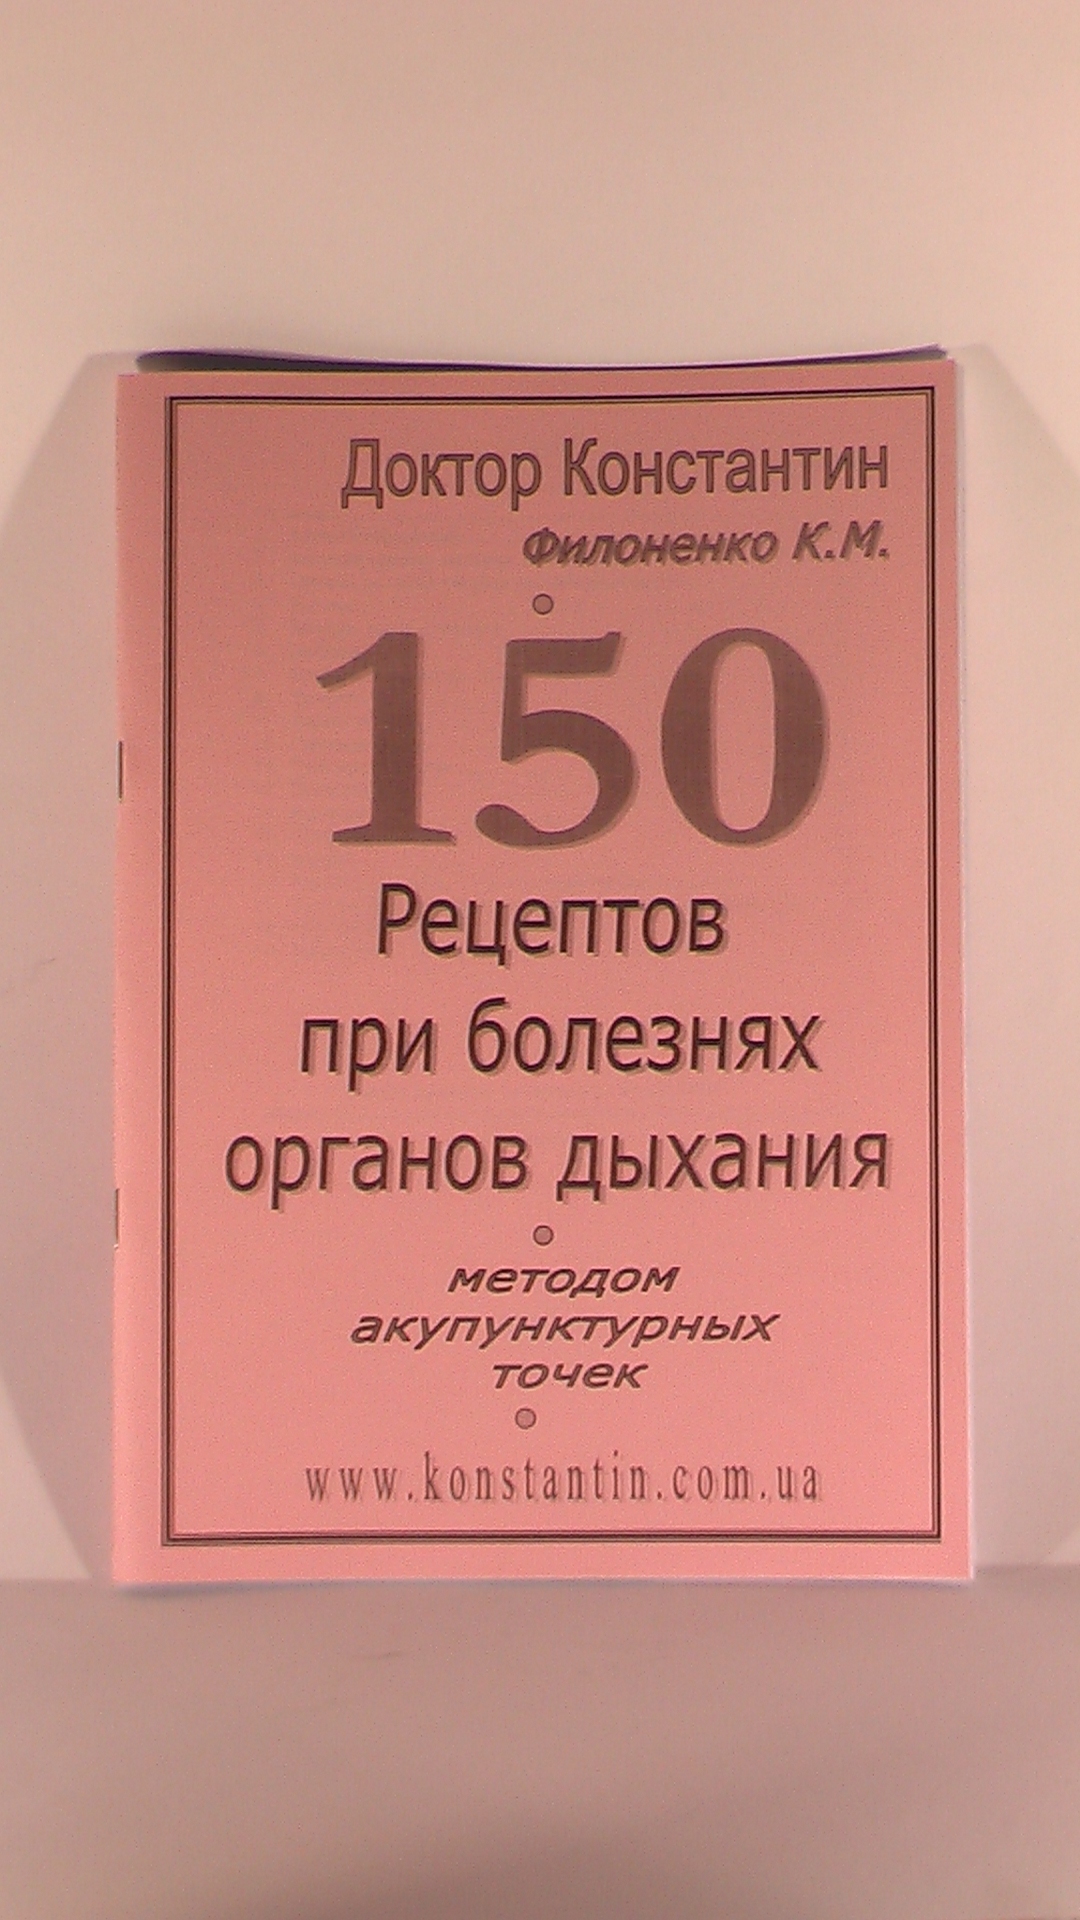 Доктор Константин
Филоненко К.М.
150
Рецептов
при болезнях
органов дыхания
методом
акупунктурных
точек
www.konstantin.com.ua